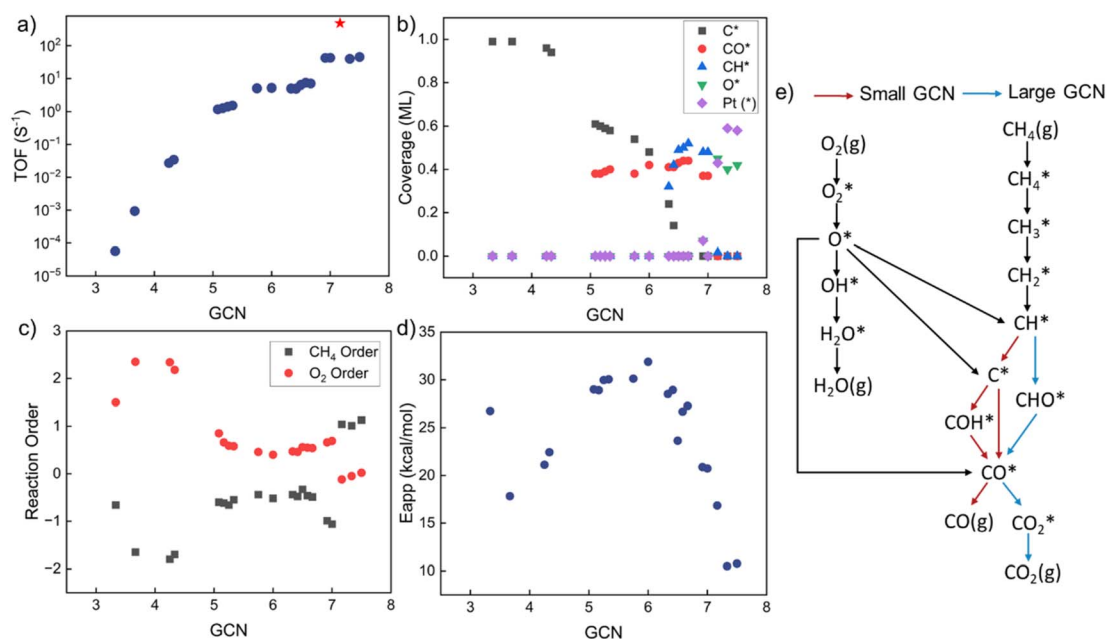 a)
TOF (S⁻¹)
10²
10¹
10⁰
10⁻¹
10⁻²
10⁻³
10⁻⁴
10⁻⁵
3 4 5 6 7 8
GCN
b)
Coverage (ML)
1.0
0.8
0.6
0.4
0.2
0.0
C*
CO*
CH*
O*
Pt (*)
3 4 5 6 7 8
GCN
c)
Reaction Order
3
2
1
0
−1
−2
CH₄ Order
O₂ Order
3 4 5 6 7 8
GCN
d)
Eapp (kcal/mol)
35
30
25
20
15
10
3 4 5 6 7 8
GCN
e)
Small GCN
Large GCN
O₂(g)
O₂*
O*
OH*
H₂O*
H₂O(g)
CH₄(g)
CH₄*
CH₃*
CH₂*
CH*
C*
CHO*
COH*
CO*
CO(g)
CO₂*
CO₂(g)